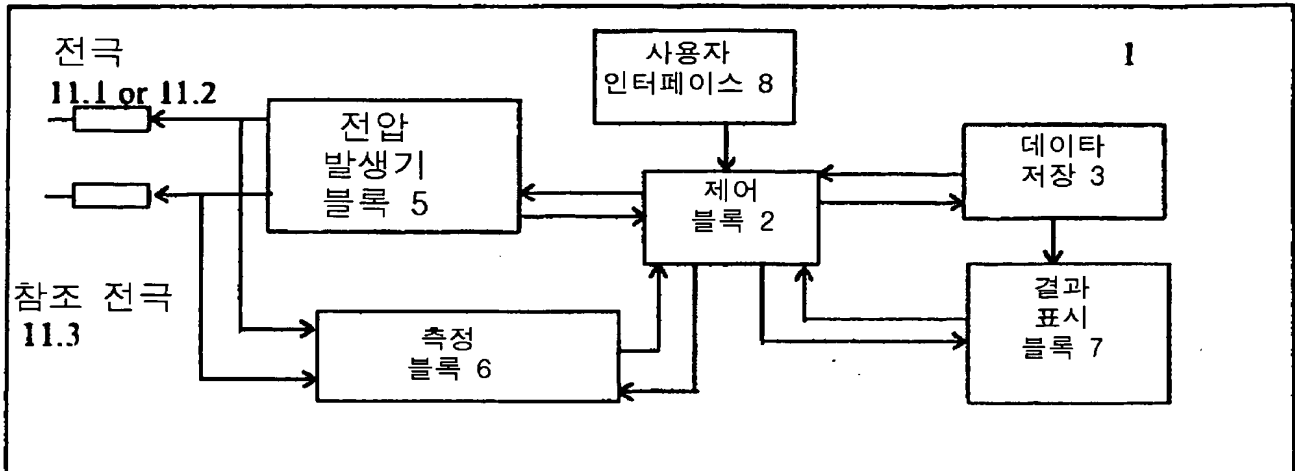 전극
11.1 or 11.2
전압
발생기
블록 5
사용자
인터페이스 8
1
제어
블록 2
데이타
저장 3
참조 전극
11.3
측정
블록 6
결과
표시
블록 7